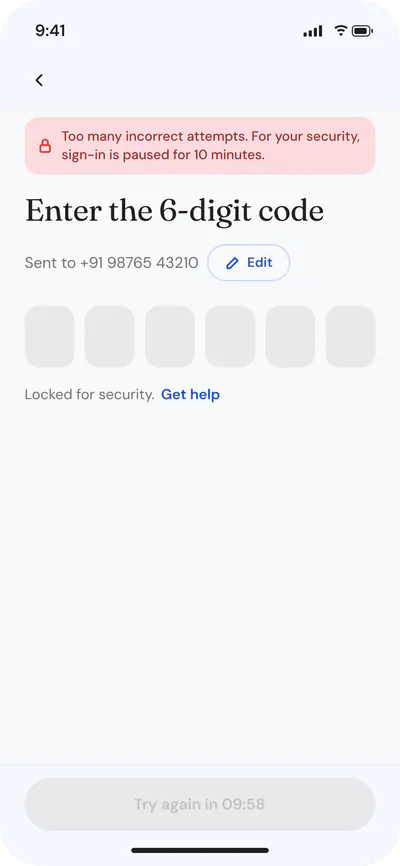 9:41
Too many incorrect attempts. For your security,
sign-in is paused for 10 minutes.
Enter the 6-digit code
Sent to +91 98765 43210 Edit
Locked for security. Get help
Try again in 09:58